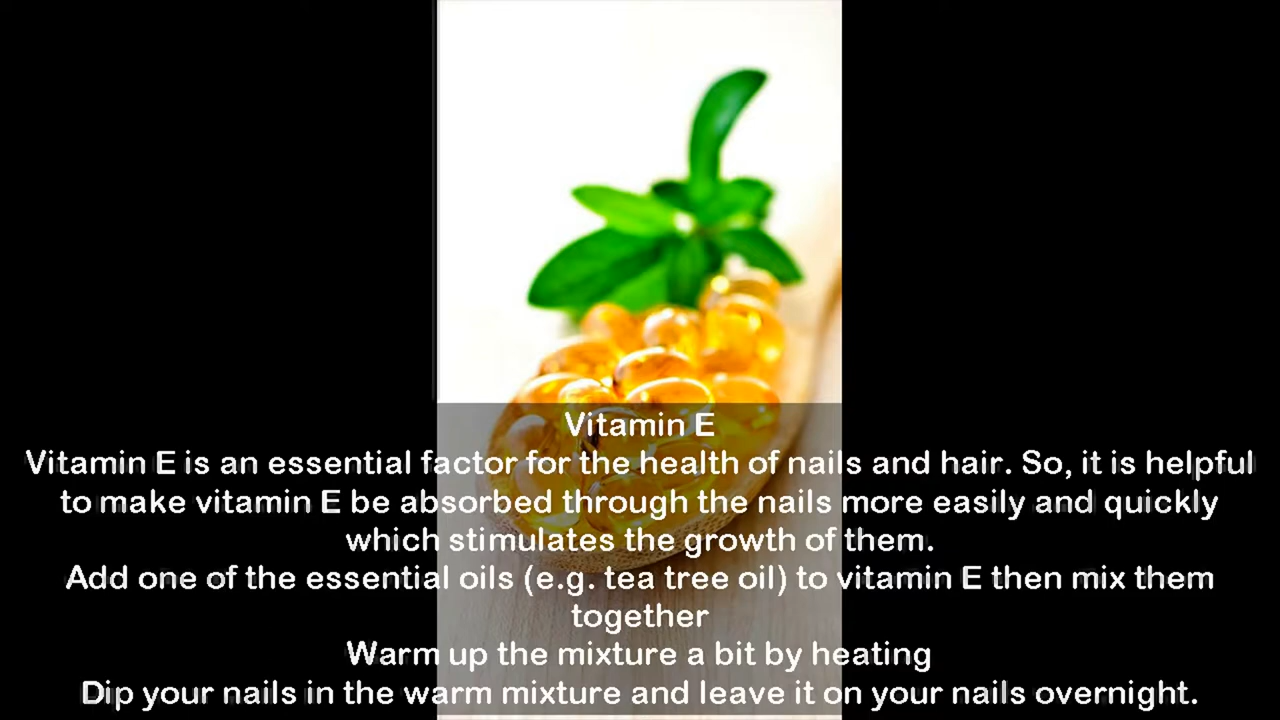 Vitamin E
Vitamin E is an essential factor for the health of nails and hair. So, it is helpful
to make vitamin E be absorbed through the nails more easily and quickly
which stimulates the growth of them.
Add one of the essential oils (e.g. tea tree oil) to vitamin E then mix them
together
Warm up the mixture a bit by heating
Dip your nails in the warm mixture and leave it on your nails overnight.